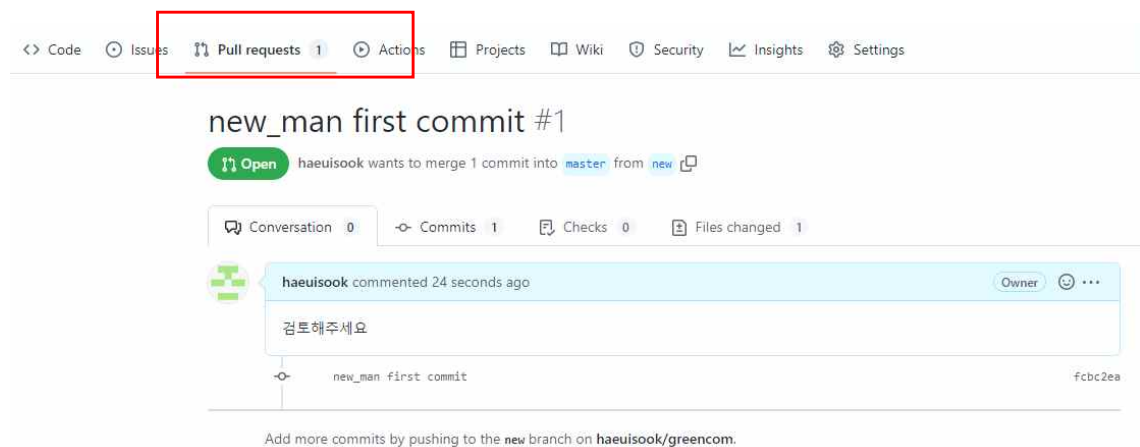 <> Code Issues Pull requests 1 Actions Projects Wiki Security Insights Settings
new_man first commit #1
Open haeuisook wants to merge 1 commit into master from new
Conversation 0 Commits 1 Checks 0 Files changed 1
haeuisook commented 24 seconds ago Owner ...
검토해주세요
new_man first commit fcbc2ea
Add more commits by pushing to the new branch on haeuisook/greencom.